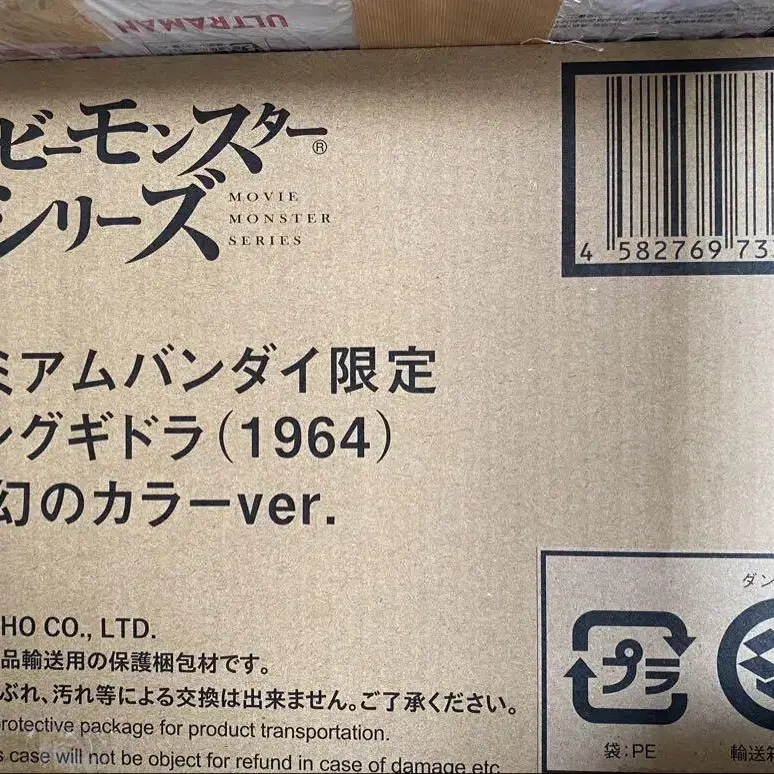 ULTRAMAN
ビーモンスター®
シリーズ
MOVIE
MONSTER
SERIES
4 582769 73
ミアムバンダイ限定
ングギドラ(1964)
幻のカラーver.
HO CO., LTD.
品輸送用の保護梱包材です。
ぶれ、汚れ等による交換は出来ません。ご了承ください。
rotective package for product transportation.
s case will not be object for refund in case of damage etc
ダン
プラ
袋:PE
輸送箱